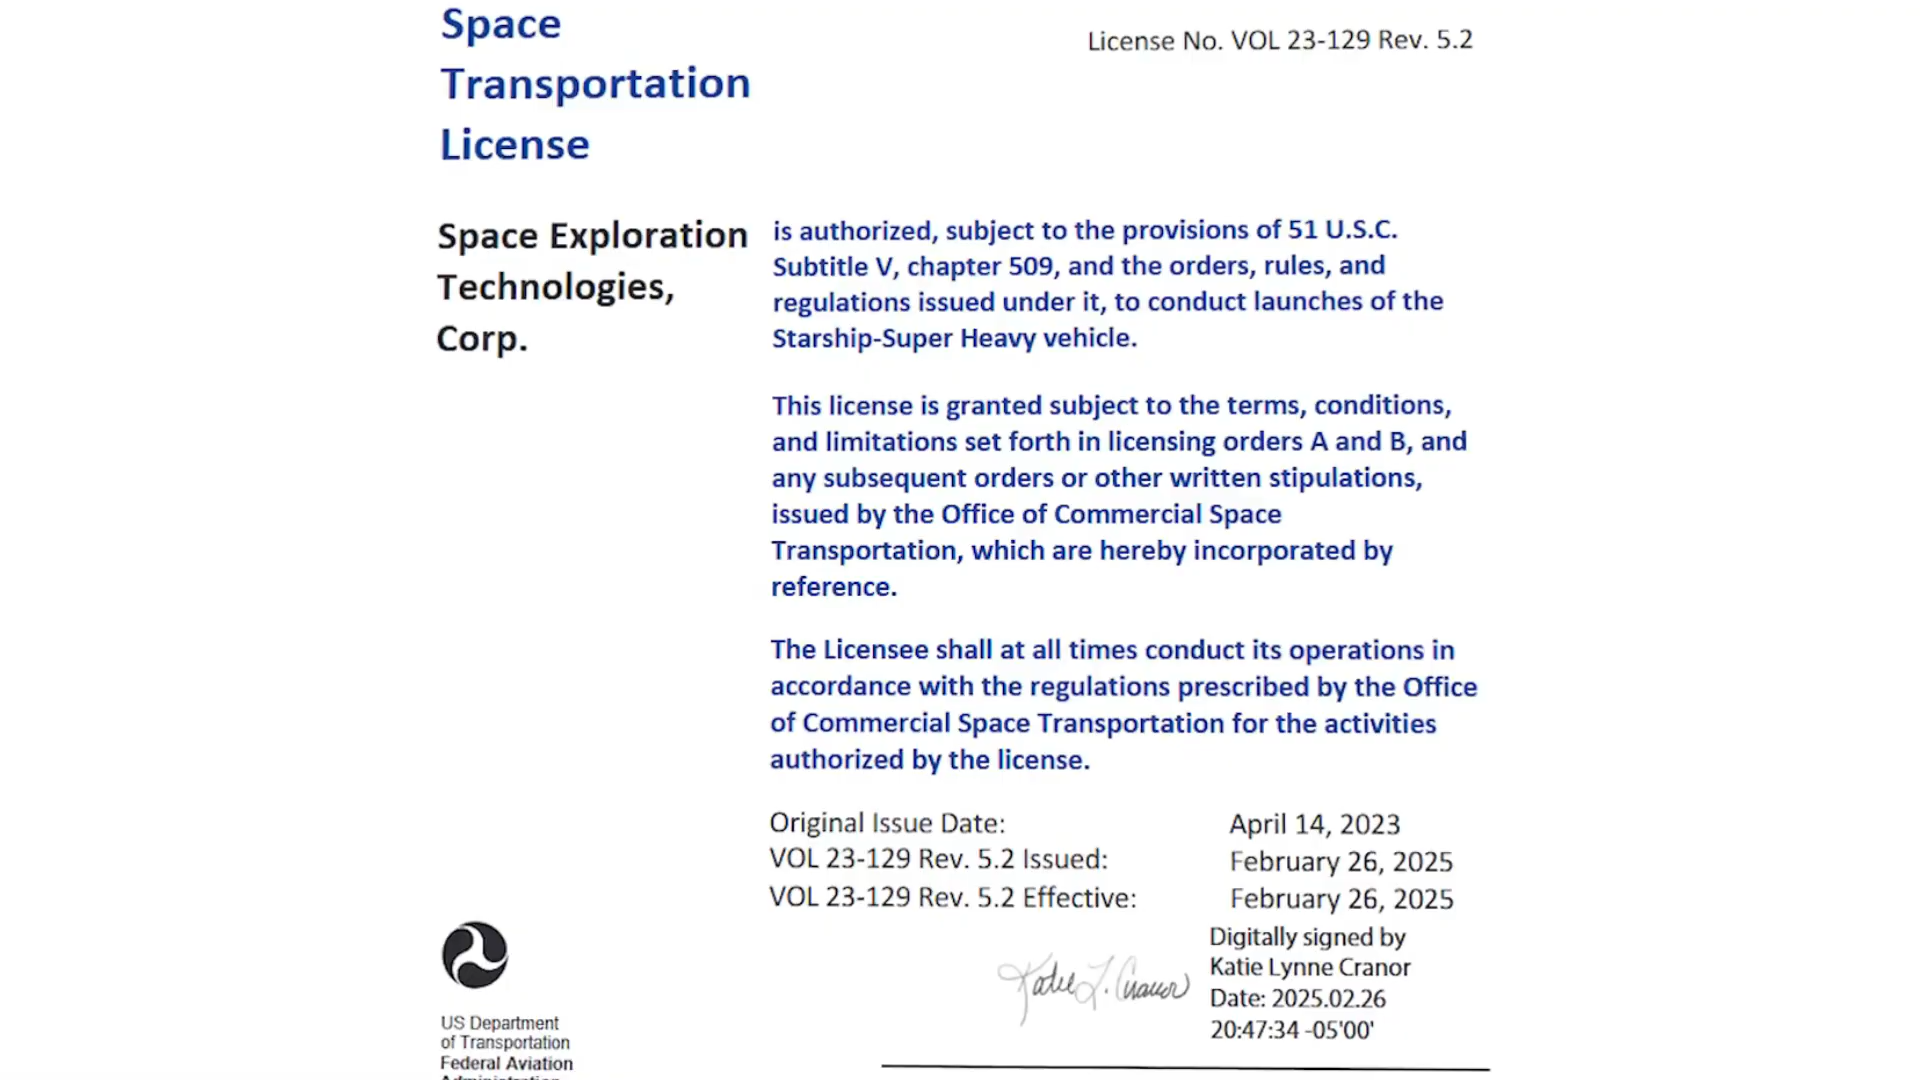 Space
Transportation
License
License No. VOL 23-129 Rev. 5.2
Space Exploration
Technologies,
Corp.
is authorized, subject to the provisions of 51 U.S.C.
Subtitle V, chapter 509, and the orders, rules, and
regulations issued under it, to conduct launches of the
Starship-Super Heavy vehicle.
This license is granted subject to the terms, conditions,
and limitations set forth in licensing orders A and B, and
any subsequent orders or other written stipulations,
issued by the Office of Commercial Space
Transportation, which are hereby incorporated by
reference.
The Licensee shall at all times conduct its operations in
accordance with the regulations prescribed by the Office
of Commercial Space Transportation for the activities
authorized by the license.
Original Issue Date: April 14, 2023
VOL 23-129 Rev. 5.2 Issued: February 26, 2025
VOL 23-129 Rev. 5.2 Effective: February 26, 2025
Katie L. Cranor
Digitally signed by
Katie Lynne Cranor
Date: 2025.02.26
20:47:34 -05'00'
US Department
of Transportation
Federal Aviation
Administration